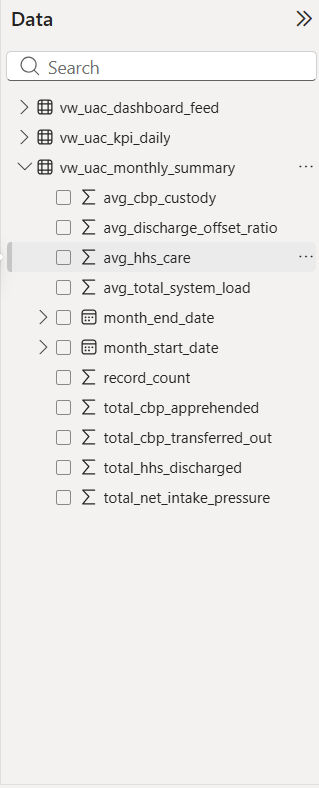 Data
Search
vw_uac_dashboard_feed
vw_uac_kpi_daily
vw_uac_monthly_summary
avg_cbp_custody
avg_discharge_offset_ratio
avg_hhs_care
avg_total_system_load
month_end_date
month_start_date
record_count
total_cbp_apprehended
total_cbp_transferred_out
total_hhs_discharged
total_net_intake_pressure